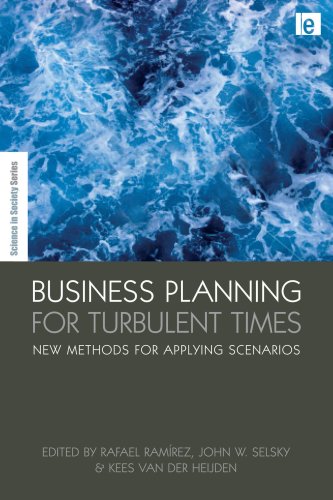 e
Science in Society Series
BUSINESS PLANNING
FOR TURBULENT TIMES
NEW METHODS FOR APPLYING SCENARIOS
EDITED BY RAFAEL RAMÍREZ, JOHN W. SELSKY
& KEES VAN DER HEIJDEN